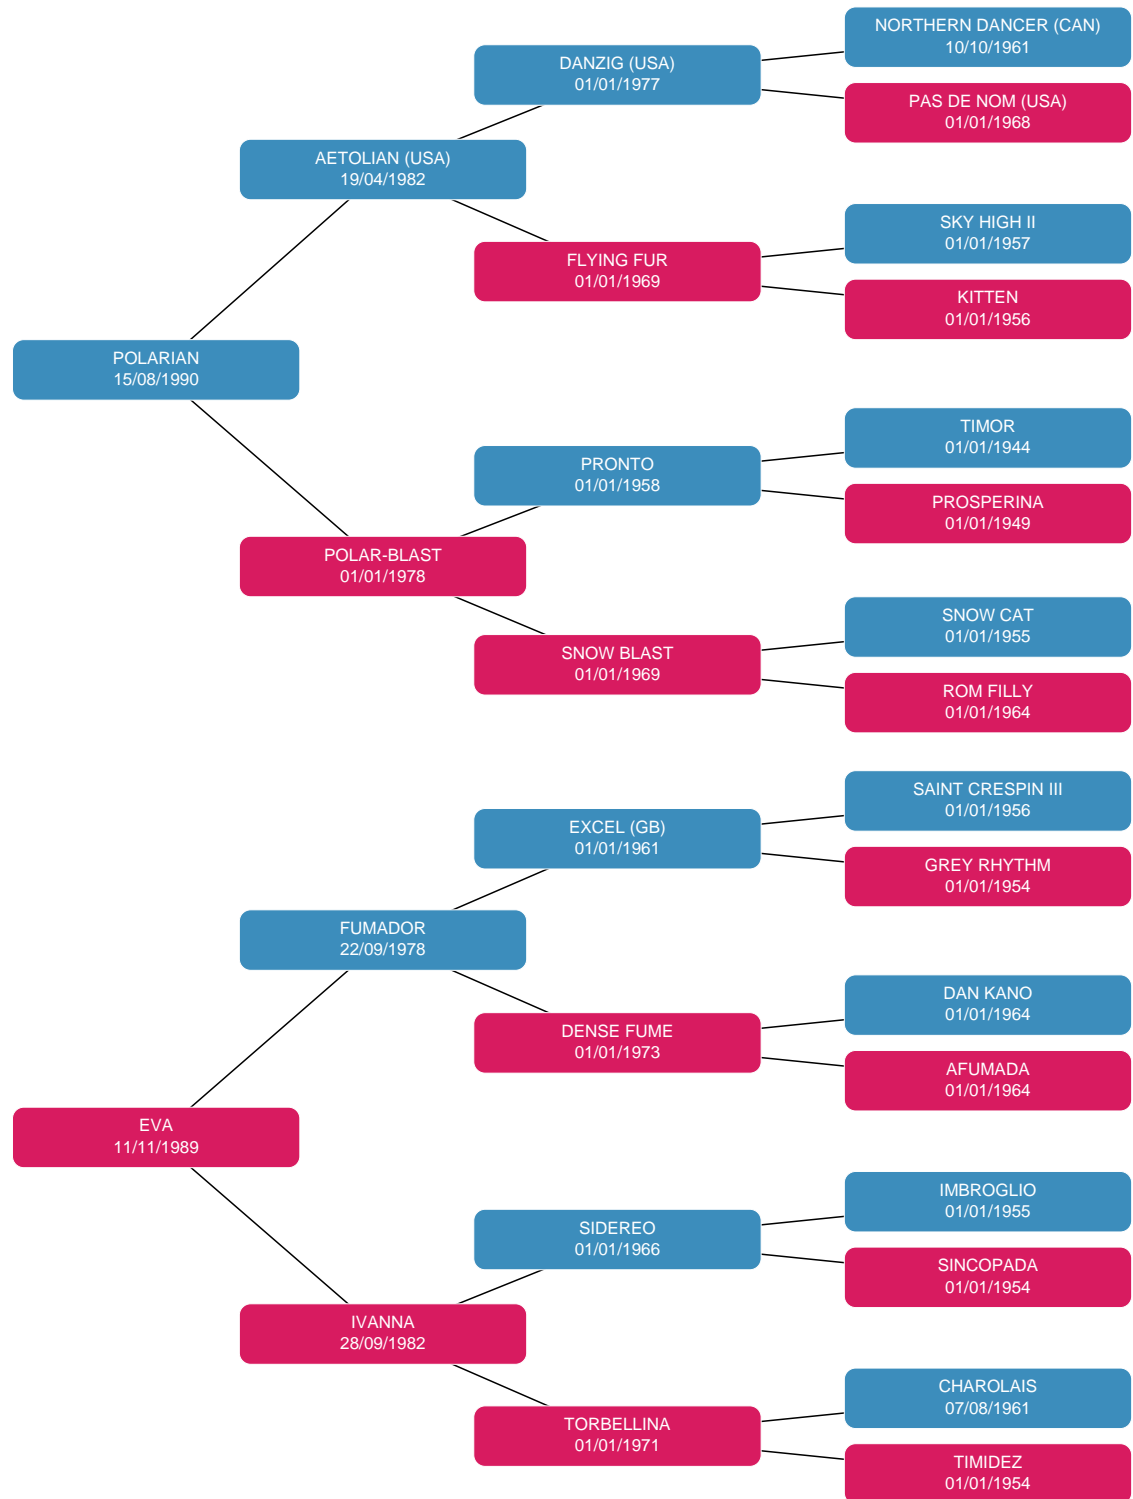 NORTHERN DANCER (CAN)
10/10/1961
DANZIG (USA)
01/01/1977
PAS DE NOM (USA)
01/01/1968
AETOLIAN (USA)
19/04/1982
SKY HIGH II
01/01/1957
FLYING FUR
01/01/1969
KITTEN
01/01/1956
POLARIAN
15/08/1990
TIMOR
01/01/1944
PRONTO
01/01/1958
PROSPERINA
01/01/1949
POLAR-BLAST
01/01/1978
SNOW CAT
01/01/1955
SNOW BLAST
01/01/1969
ROM FILLY
01/01/1964
SAINT CRESPIN III
01/01/1956
EXCEL (GB)
01/01/1961
GREY RHYTHM
01/01/1954
FUMADOR
22/09/1978
DAN KANO
01/01/1964
DENSE FUME
01/01/1973
AFUMADA
01/01/1964
EVA
11/11/1989
IMBROGLIO
01/01/1955
SIDEREO
01/01/1966
SINCOPADA
01/01/1954
IVANNA
28/09/1982
CHAROLAIS
07/08/1961
TORBELLINA
01/01/1971
TIMIDEZ
01/01/1954